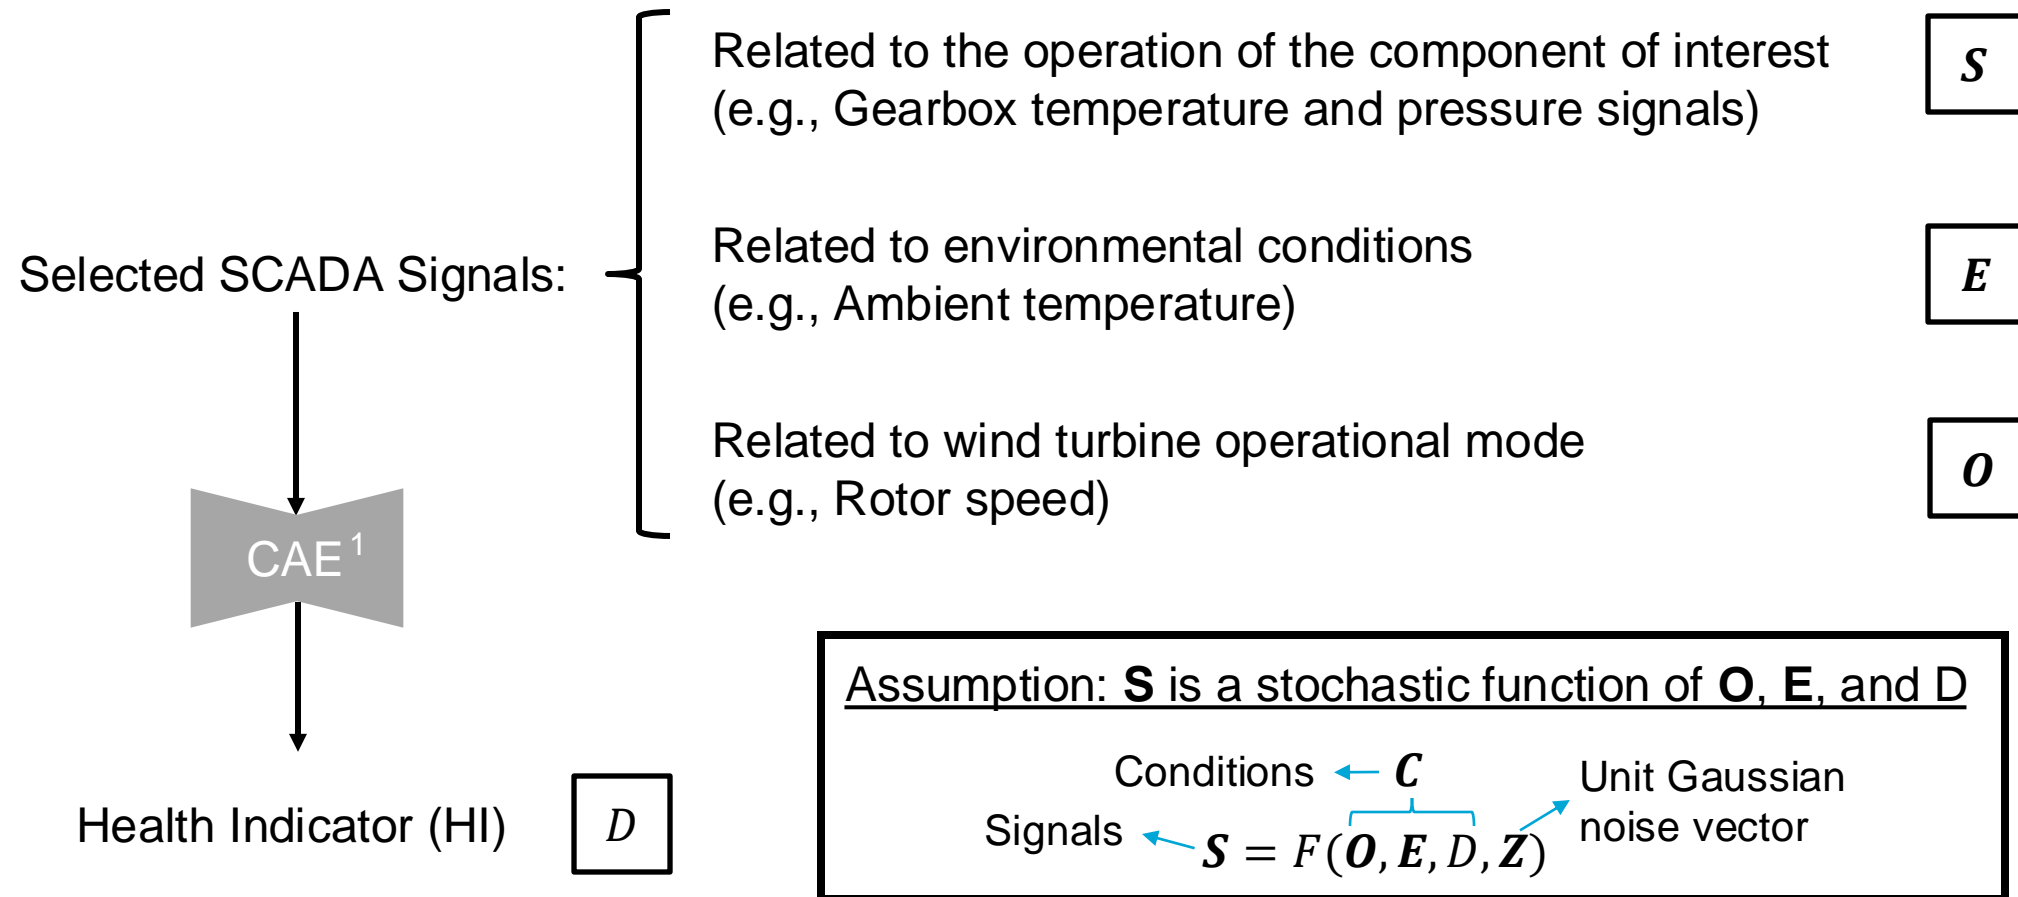 Related to the operation of the component of interest
(e.g., Gearbox temperature and pressure signals)
S
Selected SCADA Signals:
Related to environmental conditions
(e.g., Ambient temperature)
E
Related to wind turbine operational mode
(e.g., Rotor speed)
O
CAE 1
Health Indicator (HI)
D
Assumption: S is a stochastic function of O, E, and D
Conditions
C
Unit Gaussian
noise vector
Signals
S = F(O, E, D, Z)